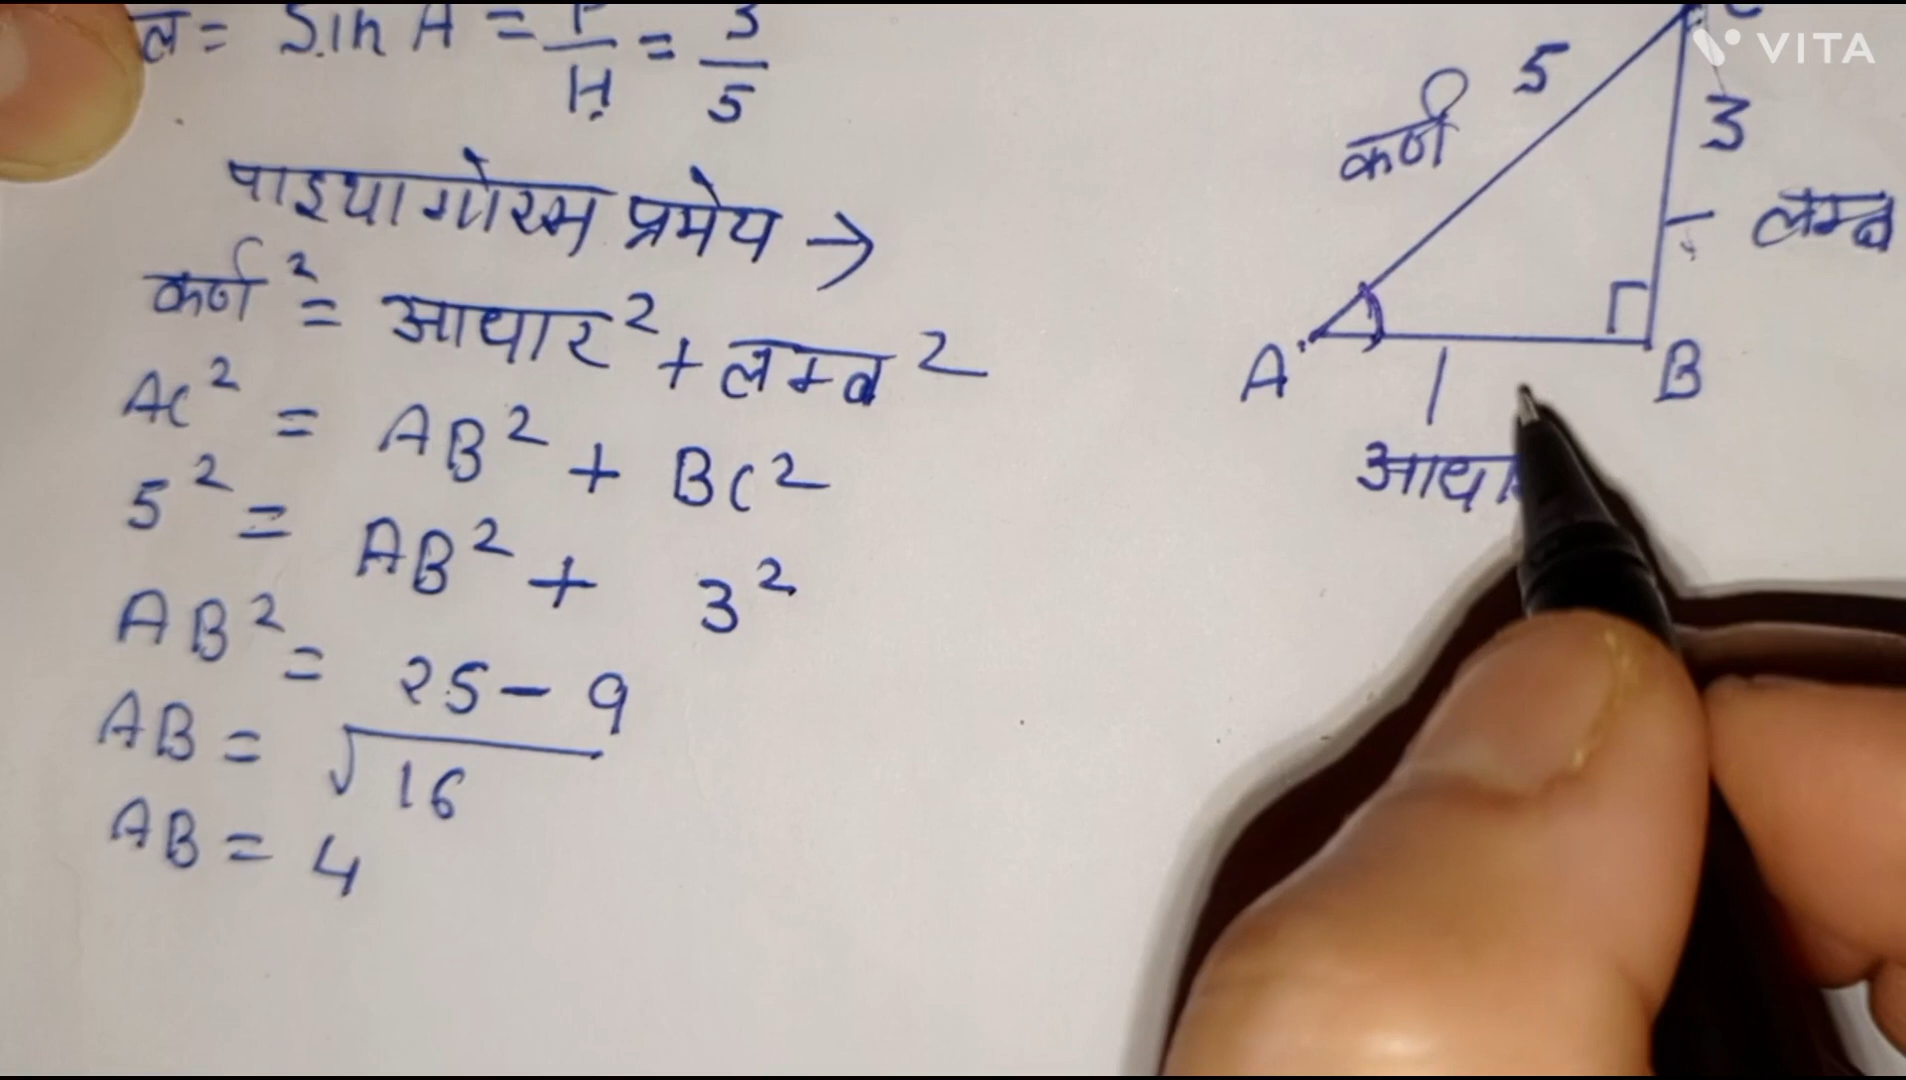 ल = Sin A = P/H = 3/5
पाइथागोरस प्रमेय →
कर्ण² = आधार² + लम्ब²
AC² = AB² + BC²
5² = AB² + 3²
AB² = 25 - 9
AB = √16
AB = 4
VITA
5
3
कर्ण
लम्ब
A
B